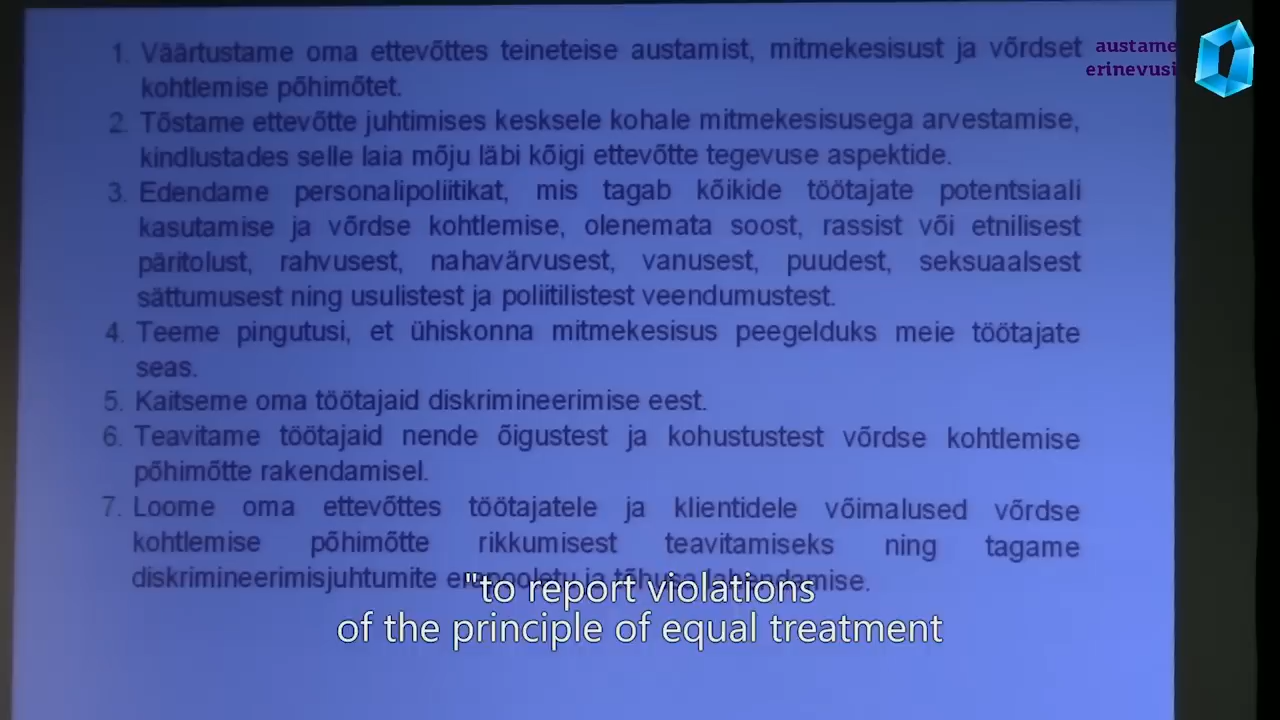 1. Väärtustame oma ettevõttes teineteise austamist, mitmekesisust ja võrdset
kohtlemise põhimõtet.
2. Tõstame ettevõtte juhtimises kesksele kohale mitmekesisusega arvestamise,
kindlustades selle laia mõju läbi kõigi ettevõtte tegevuse aspektide.
3. Edendame personalipoliitikat, mis tagab kõikide töötajate potentsiaali
kasutamise ja võrdse kohtlemise, olenemata soost, rassist või etnilisest
päritolust, rahvusest, nahavärvusest, vanusest, puudest, seksuaalsest
sättumusest ning usulistest ja poliitilistest veendumustest.
4. Teeme pingutusi, et ühiskonna mitmekesisus peegelduks meie töötajate
seas.
5. Kaitseme oma töötajaid diskrimineerimise eest.
6. Teavitame töötajaid nende õigustest ja kohustustest võrdse kohtlemise
põhimõtte rakendamisel.
7. Loome oma ettevõttes töötajatele ja klientidele võimalused võrdse
kohtlemise põhimõtte rikkumisest teavitamiseks ning tagame
diskrimineerimisjuhtumite
austame
erinevusi
"to report violations
of the principle of equal treatment